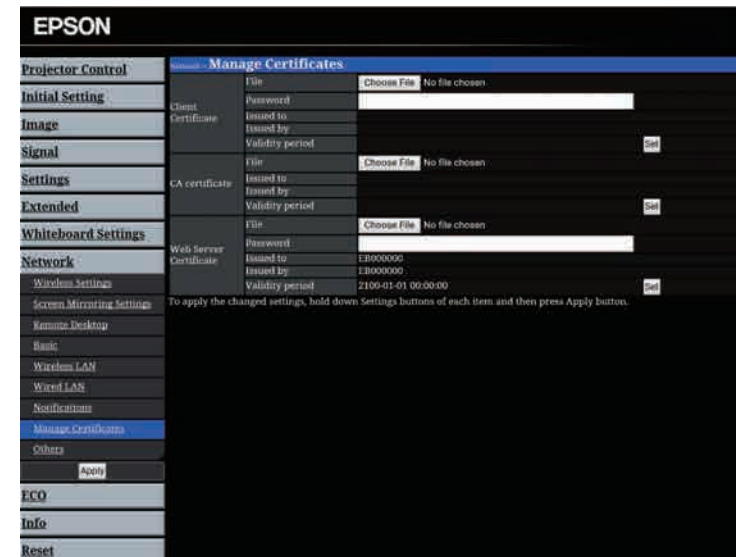 EPSON
Projector Control
Initial Setting
Image
Signal
Settings
Extended
Whiteboard Settings
Network
Wireless Settings
Screen Mirroring Settings
Remote Desktop
Basic
Wireless LAN
Wired LAN
Notifications
Manage Certificates
Others
Apply
ECO
Info
Reset
Network - Manage Certificates
Client Certificate
File Choose File No file chosen
Password
Issued to
Issued by
Validity period Set
CA certificate
File Choose File No file chosen
Issued to
Issued by
Validity period Set
Web Server Certificate
File Choose File No file chosen
Password
Issued to EB000000
Issued by EB000000
Validity period 2100-01-01 00:00:00 Set
To apply the changed settings, hold down Settings buttons of each item and then press Apply button.